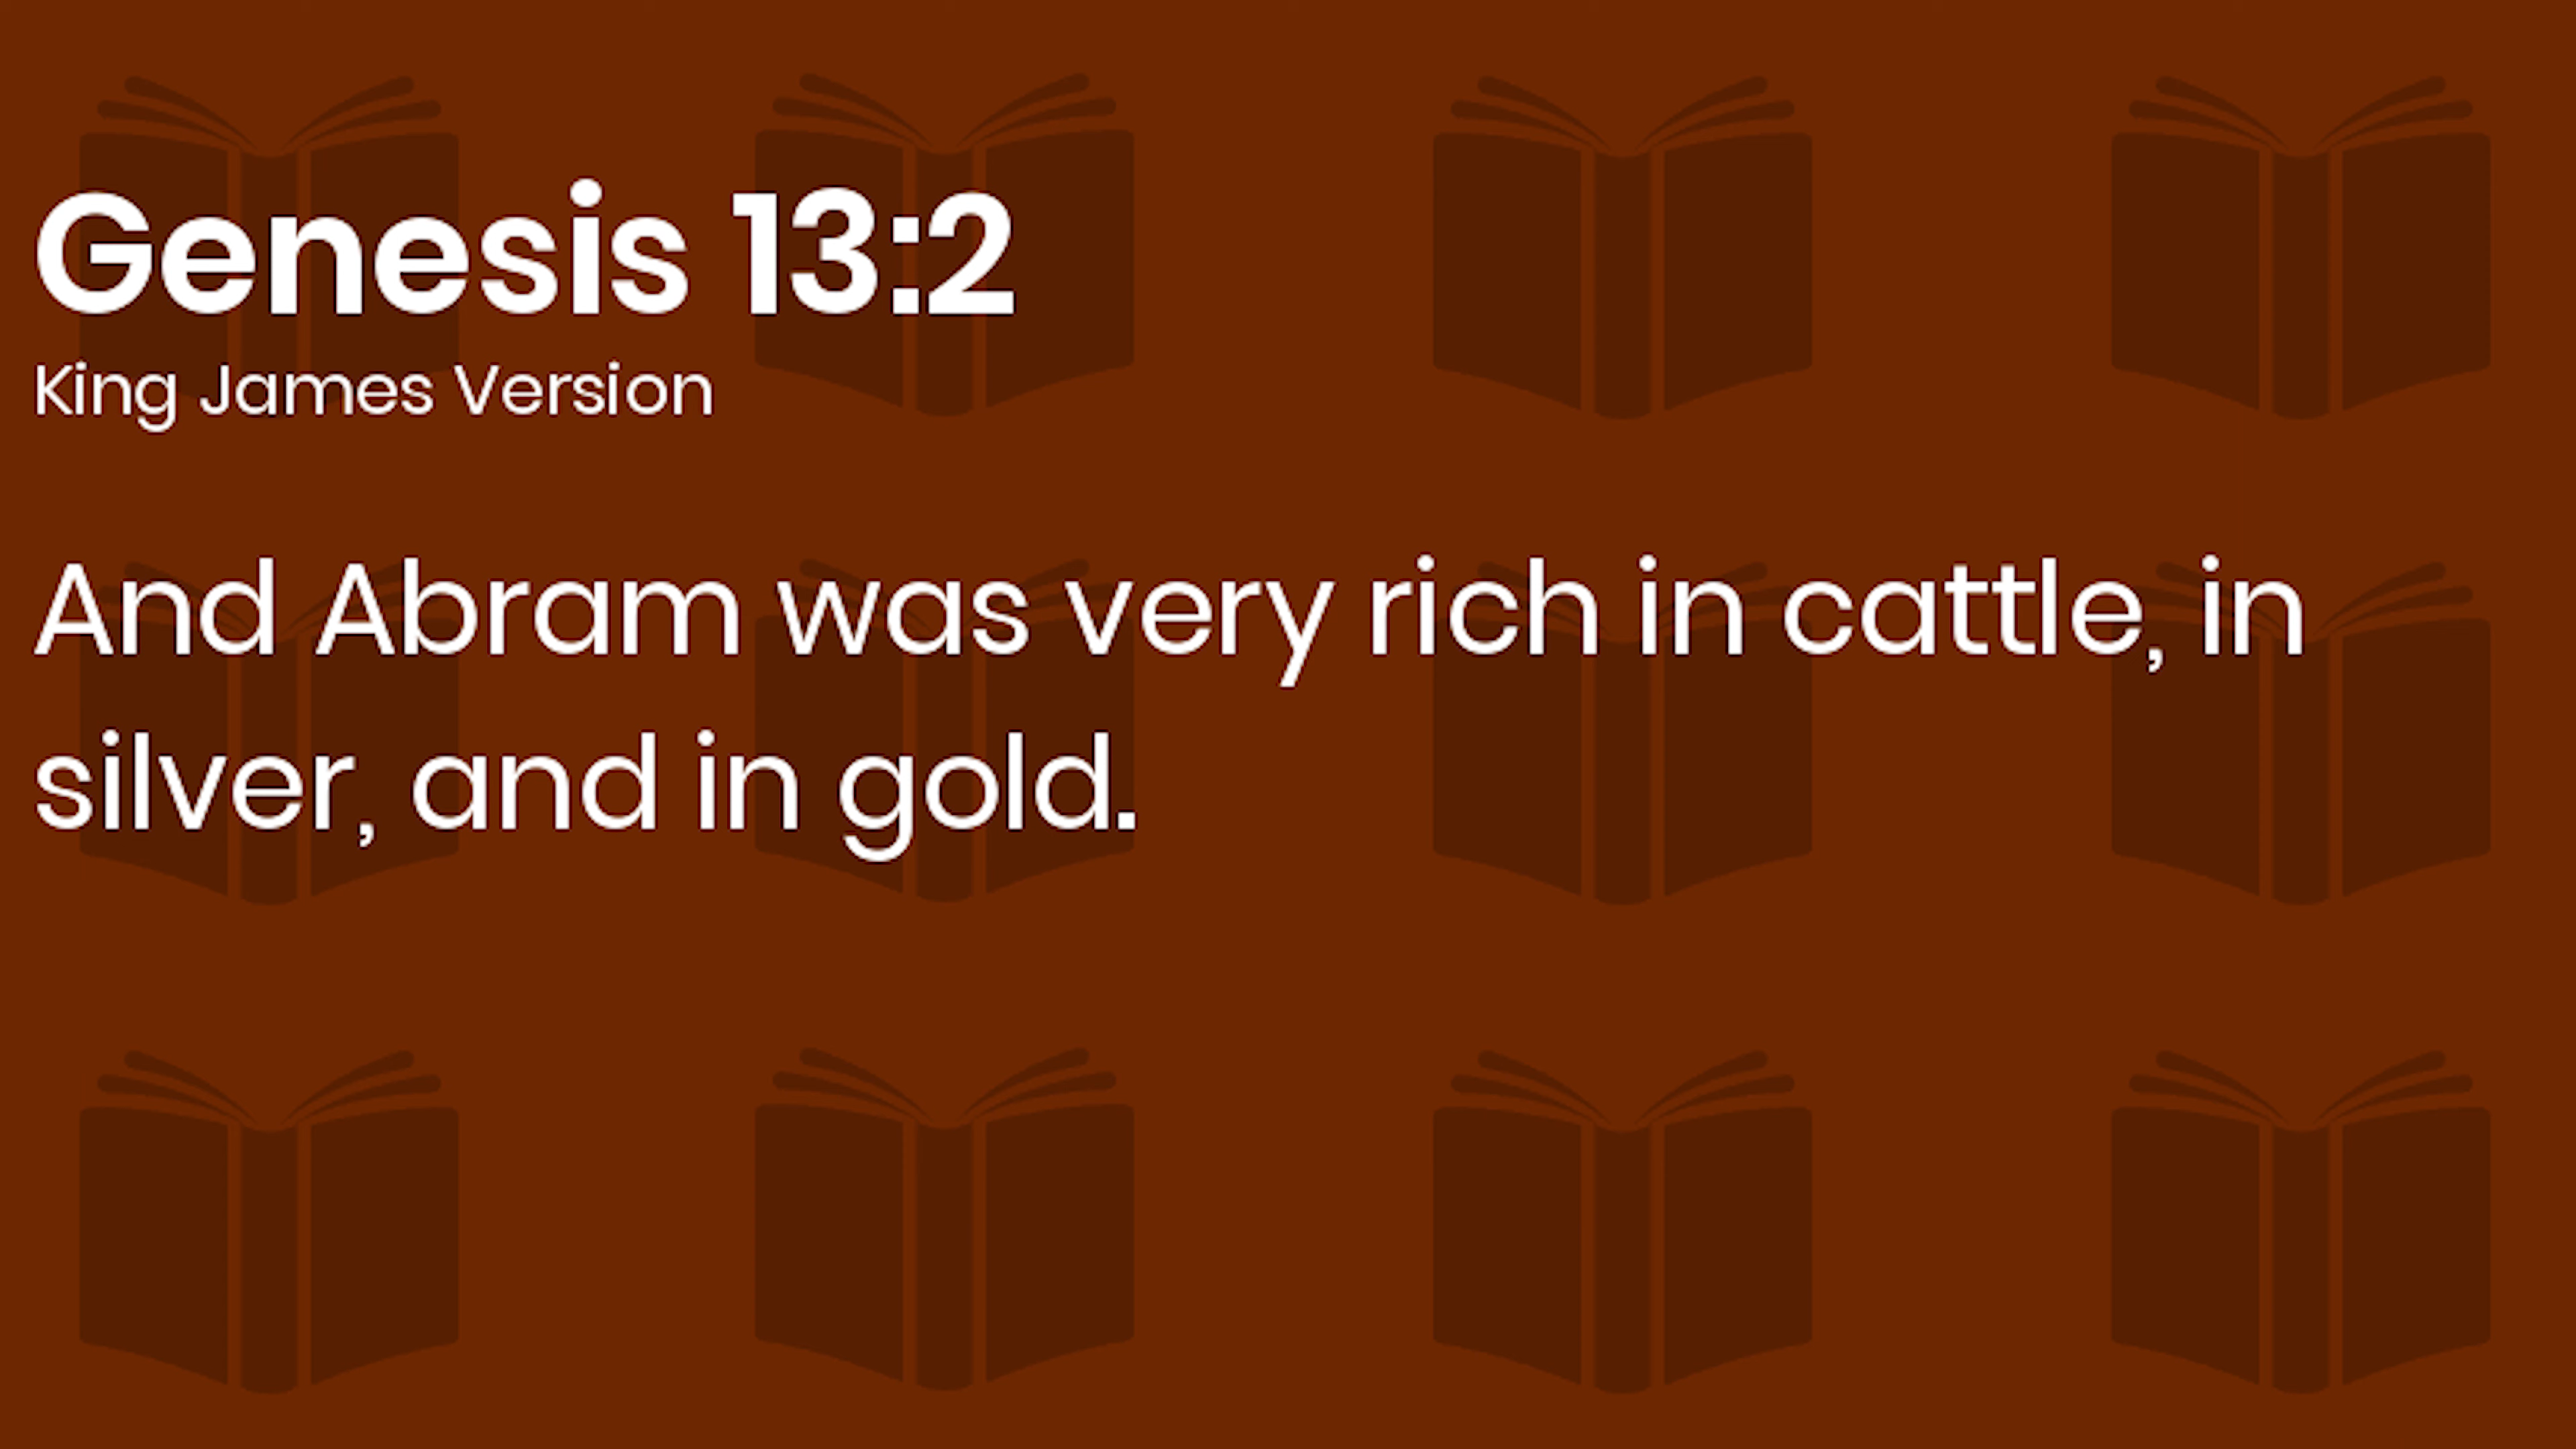 Genesis 13:2
King James Version
And Abram was very rich in cattle, in
silver, and in gold.